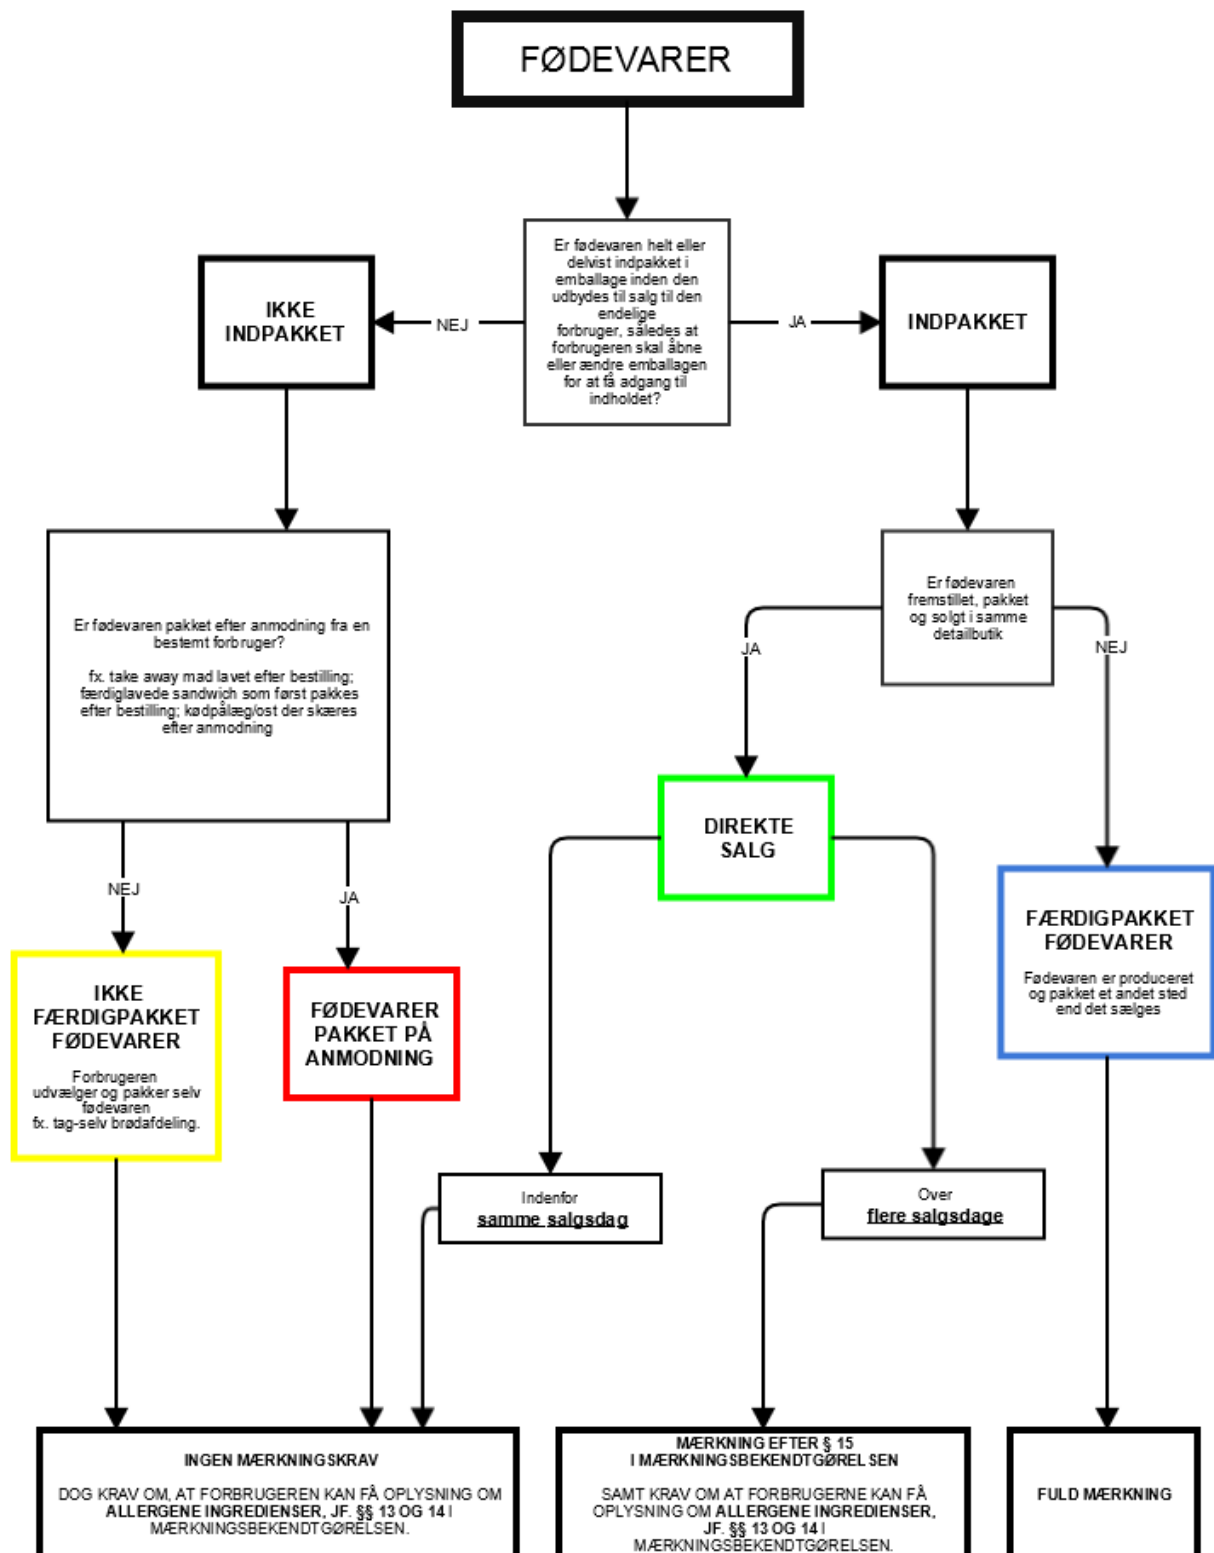 FØDEVARER
Er fødevaren helt eller
delvist indpakket i
emballage inden den
udbydes til salg til den
endelige
forbruger, således at
forbrugeren skal åbne
eller ændre emballagen
for at få adgang til
indholdet?
IKKE
INDPAKKET
NEJ
JA
INDPAKKET
Er fødevaren pakket efter anmodning fra en
bestemt forbruger?
fx. take away mad lavet efter bestilling;
færdiglavede sandwich som først pakkes
efter bestilling; kødpålæg/ost der skæres
efter anmodning
Er fødevaren
fremstillet, pakket
og solgt i samme
detailbutik
JA
NEJ
DIREKTE
SALG
NEJ
JA
FÆRDIGPAKKET
FØDEVARER
Fødevaren er produceret
og pakket et andet sted
end det sælges
IKKE
FÆRDIGPAKKET
FØDEVARER
Forbrugeren
udvælger og pakker selv
fødevaren
fx. tag-selv brødafdeling.
FØDEVARER
PAKKET PÅ
ANMODNING
Indenfor
samme salgsdag
Over
flere salgsdage
INGEN MÆRKNINGSKRAV
DOG KRAV OM, AT FORBRUGEREN KAN FÅ OPLYSNING OM
ALLERGENE INGREDIENSER, JF. §§ 13 OG 14 I
MÆRKNINGSBEKENDTGØRELSEN.
MÆRKNING EFTER § 15
I MÆRKNINGSBEKENDTGØRELSEN
SAMT KRAV OM AT FORBRUGERNE KAN FÅ
OPLYSNING OM ALLERGENE INGREDIENSER,
JF. §§ 13 OG 14 I
MÆRKNINGSBEKENDTGØRELSEN.
FULD MÆRKNING